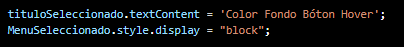 tituloSeleccionado.textContent = 'Color Fondo Bóton Hover';
MenuSeleccionado.style.display = "block";